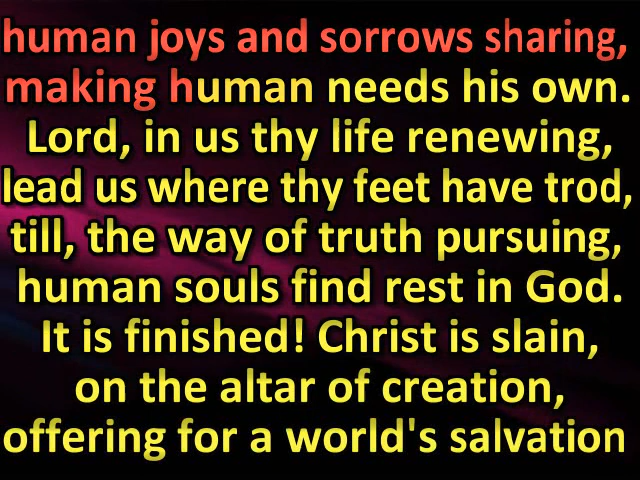 human joys and sorrows sharing,
making human needs his own.
Lord, in us thy life renewing,
lead us where thy feet have trod,
till, the way of truth pursuing,
human souls find rest in God.
It is finished! Christ is slain,
on the altar of creation,
offering for a world's salvation